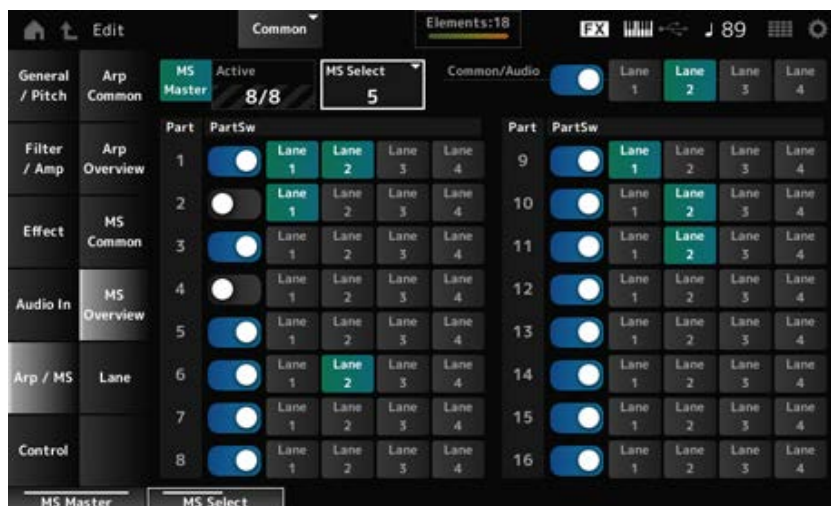 Edit Common Elements:18 FX 89
General / Pitch
Arp Common
MS Master
Active 8/8
MS Select 5
Common/Audio Lane 1 Lane 2 Lane 3 Lane 4
Part PartSw Part PartSw
Filter / Amp
Arp Overview
1 Lane 1 Lane 2 Lane 3 Lane 4 9 Lane 1 Lane 2 Lane 3 Lane 4
2 Lane 1 Lane 2 Lane 3 Lane 4 10 Lane 1 Lane 2 Lane 3 Lane 4
Effect
MS Common
3 Lane 1 Lane 2 Lane 3 Lane 4 11 Lane 1 Lane 2 Lane 3 Lane 4
Audio In
MS Overview
4 Lane 1 Lane 2 Lane 3 Lane 4 12 Lane 1 Lane 2 Lane 3 Lane 4
5 Lane 1 Lane 2 Lane 3 Lane 4 13 Lane 1 Lane 2 Lane 3 Lane 4
Arp / MS
Lane
6 Lane 1 Lane 2 Lane 3 Lane 4 14 Lane 1 Lane 2 Lane 3 Lane 4
7 Lane 1 Lane 2 Lane 3 Lane 4 15 Lane 1 Lane 2 Lane 3 Lane 4
Control
8 Lane 1 Lane 2 Lane 3 Lane 4 16 Lane 1 Lane 2 Lane 3 Lane 4
MS Master MS Select